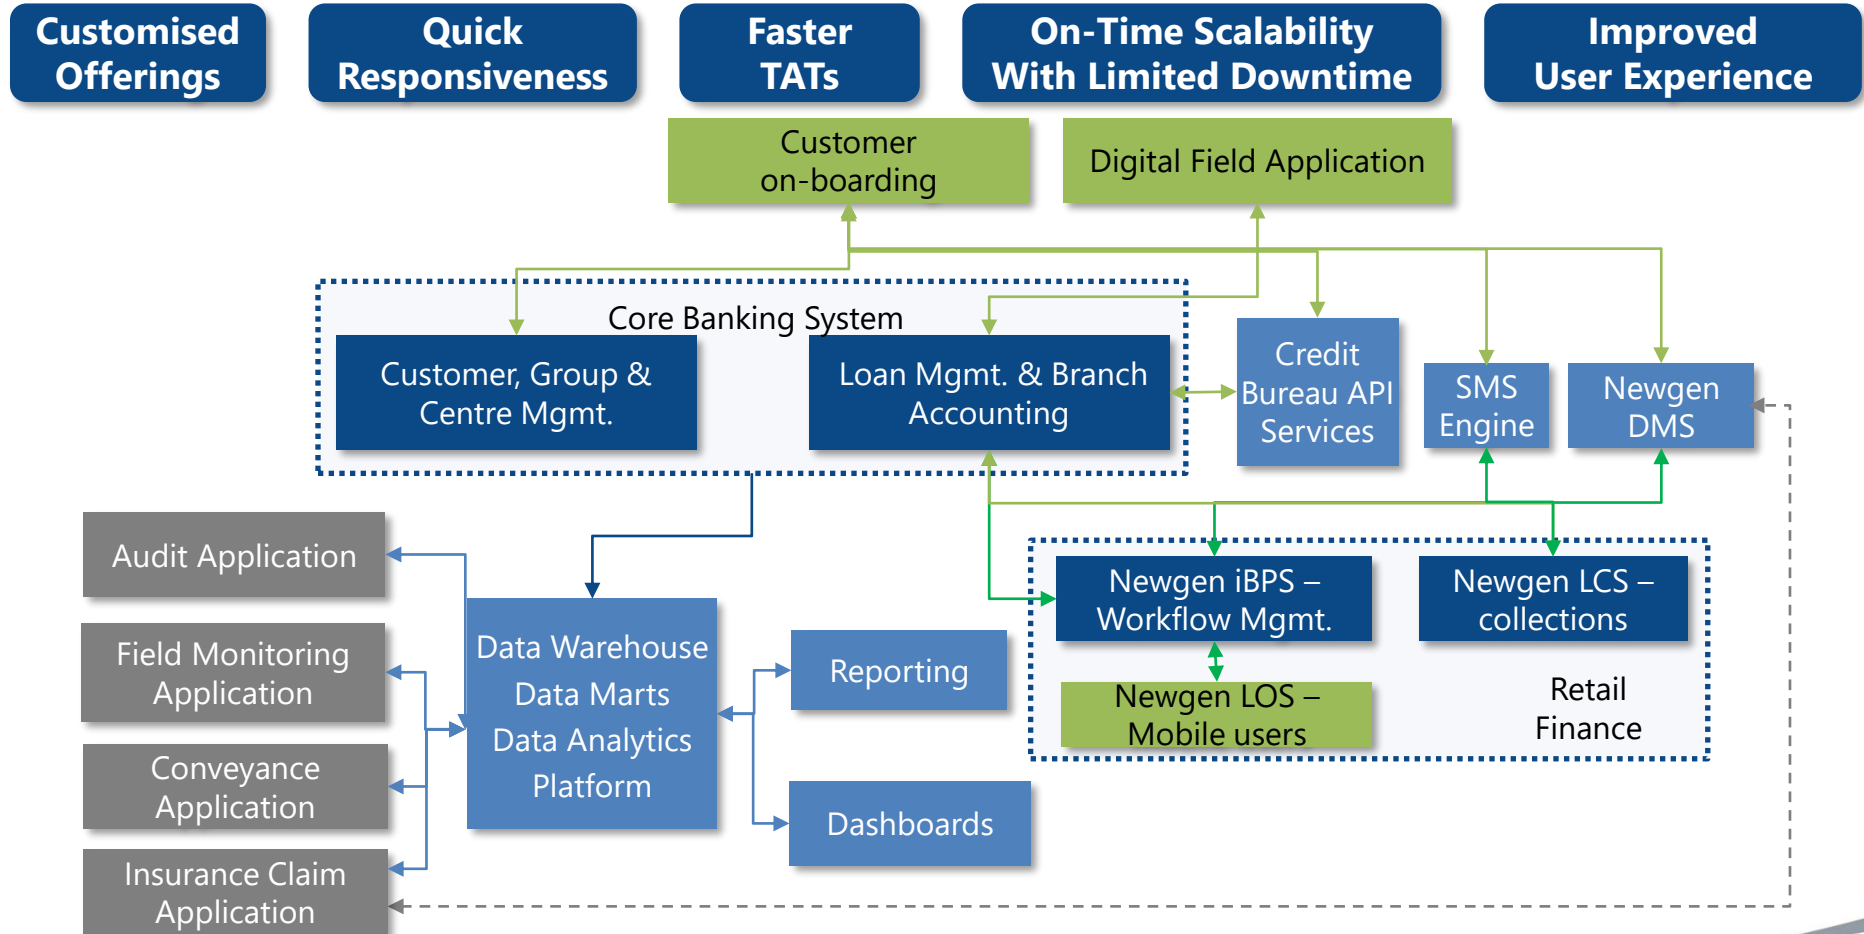 Customised
Offerings
Quick
Responsiveness
Faster
TATs
On-Time Scalability
With Limited Downtime
Improved
User Experience
Customer
on-boarding
Digital Field Application
Core Banking System
Customer, Group &
Centre Mgmt.
Loan Mgmt. & Branch
Accounting
Credit
Bureau API
Services
SMS
Engine
Newgen
DMS
Audit Application
Field Monitoring
Application
Conveyance
Application
Insurance Claim
Application
Data Warehouse
Data Marts
Data Analytics
Platform
Reporting
Dashboards
Newgen iBPS –
Workflow Mgmt.
Newgen LCS –
collections
Newgen LOS –
Mobile users
Retail
Finance